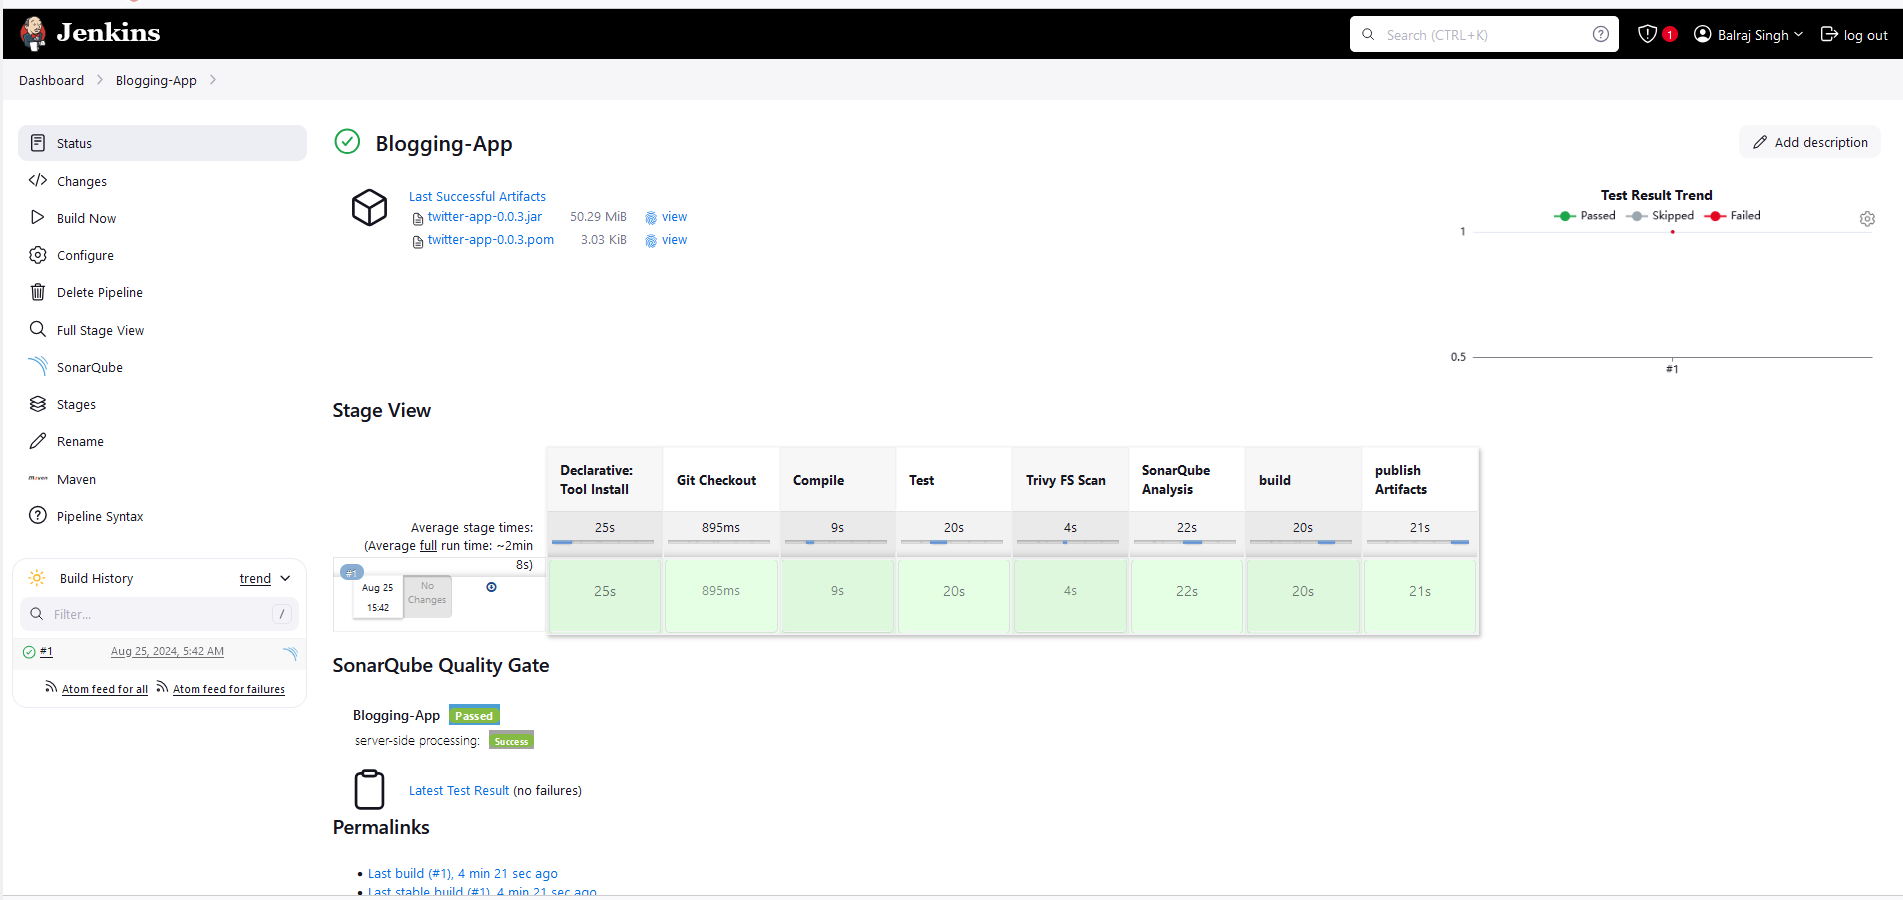 Jenkins
Search (CTRL+K)
1
Balraj Singh
log out
Dashboard
Blogging-App
Status
Changes
Build Now
Configure
Delete Pipeline
Full Stage View
SonarQube
Stages
Rename
Maven
Maven
Pipeline Syntax
Build History
trend
Filter...
/
#1
Aug 25, 2024, 5:42 AM
Atom feed for all
Atom feed for failures
Blogging-App
Add description
Last Successful Artifacts
twitter-app-0.0.3.jar 50.29 MiB view
twitter-app-0.0.3.pom 3.03 KiB view
Test Result Trend
Passed Skipped Failed
1
0.5
#1
Stage View
Declarative: Tool Install
Git Checkout
Compile
Test
Trivy FS Scan
SonarQube Analysis
build
publish Artifacts
Average stage times:
(Average full run time: ~2min
8s)
25s 895ms 9s 20s 4s 22s 20s 21s
#1
Aug 25
15:42
No Changes
25s 895ms 9s 20s 4s 22s 20s 21s
SonarQube Quality Gate
Blogging-App Passed
server-side processing: Success
Latest Test Result (no failures)
Permalinks
Last build (#1), 4 min 21 sec ago
Last stable build (#1), 4 min 21 sec ago